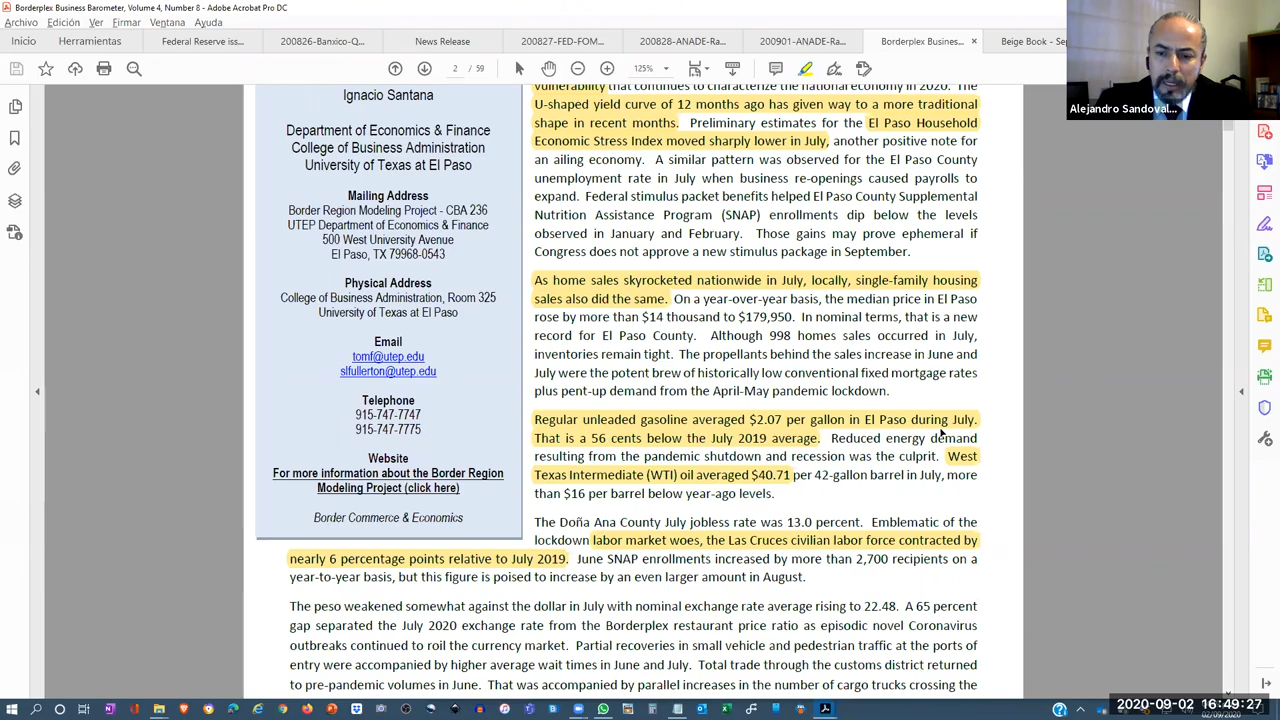 Borderplex Business Barometer, Volume 4, Number 8 - Adobe Acrobat Pro DC
Archivo Edición Ver Firmar Ventana Ayuda
Inicio Herramientas Federal Reserve iss... 200826-Banxico-Q... News Release 200827-FED-FOM... 200828-ANADE-Ra... 200901-ANADE-Ra... Borderplex Busines... × Beige Book - Sep
2 / 59 125%
Alejandro Sandoval...
Ignacio Santana
Department of Economics & Finance
College of Business Administration
University of Texas at El Paso
Mailing Address
Border Region Modeling Project - CBA 236
UTEP Department of Economics & Finance
500 West University Avenue
El Paso, TX 79968-0543
Physical Address
College of Business Administration, Room 325
University of Texas at El Paso
Email
tomf@utep.edu
slfullerton@utep.edu
Telephone
915-747-7747
915-747-7775
Website
For more information about the Border Region
Modeling Project (click here)
Border Commerce & Economics
vulnerability that continues to characterize the national economy in 2020. The
U-shaped yield curve of 12 months ago has given way to a more traditional
shape in recent months. Preliminary estimates for the El Paso Household
Economic Stress Index moved sharply lower in July, another positive note for
an ailing economy. A similar pattern was observed for the El Paso County
unemployment rate in July when business re-openings caused payrolls to
expand. Federal stimulus packet benefits helped El Paso County Supplemental
Nutrition Assistance Program (SNAP) enrollments dip below the levels
observed in January and February. Those gains may prove ephemeral if
Congress does not approve a new stimulus package in September.
As home sales skyrocketed nationwide in July, locally, single-family housing
sales also did the same. On a year-over-year basis, the median price in El Paso
rose by more than $14 thousand to $179,950. In nominal terms, that is a new
record for El Paso County. Although 998 homes sales occurred in July,
inventories remain tight. The propellants behind the sales increase in June and
July were the potent brew of historically low conventional fixed mortgage rates
plus pent-up demand from the April-May pandemic lockdown.
Regular unleaded gasoline averaged $2.07 per gallon in El Paso during July.
That is a 56 cents below the July 2019 average. Reduced energy demand
resulting from the pandemic shutdown and recession was the culprit. West
Texas Intermediate (WTI) oil averaged $40.71 per 42-gallon barrel in July, more
than $16 per barrel below year-ago levels.
The Doña Ana County July jobless rate was 13.0 percent. Emblematic of the
lockdown labor market woes, the Las Cruces civilian labor force contracted by
nearly 6 percentage points relative to July 2019. June SNAP enrollments increased by more than 2,700 recipients on a
year-to-year basis, but this figure is poised to increase by an even larger amount in August.
The peso weakened somewhat against the dollar in July with nominal exchange rate average rising to 22.48. A 65 percent
gap separated the July 2020 exchange rate from the Borderplex restaurant price ratio as episodic novel Coronavirus
outbreaks continued to roil the currency market. Partial recoveries in small vehicle and pedestrian traffic at the ports of
entry were accompanied by higher average wait times in June and July. Total trade through the customs district returned
to pre-pandemic volumes in June. That was accompanied by parallel increases in the number of cargo trucks crossing the
2020-09-02 16:49:27
02/09/2020